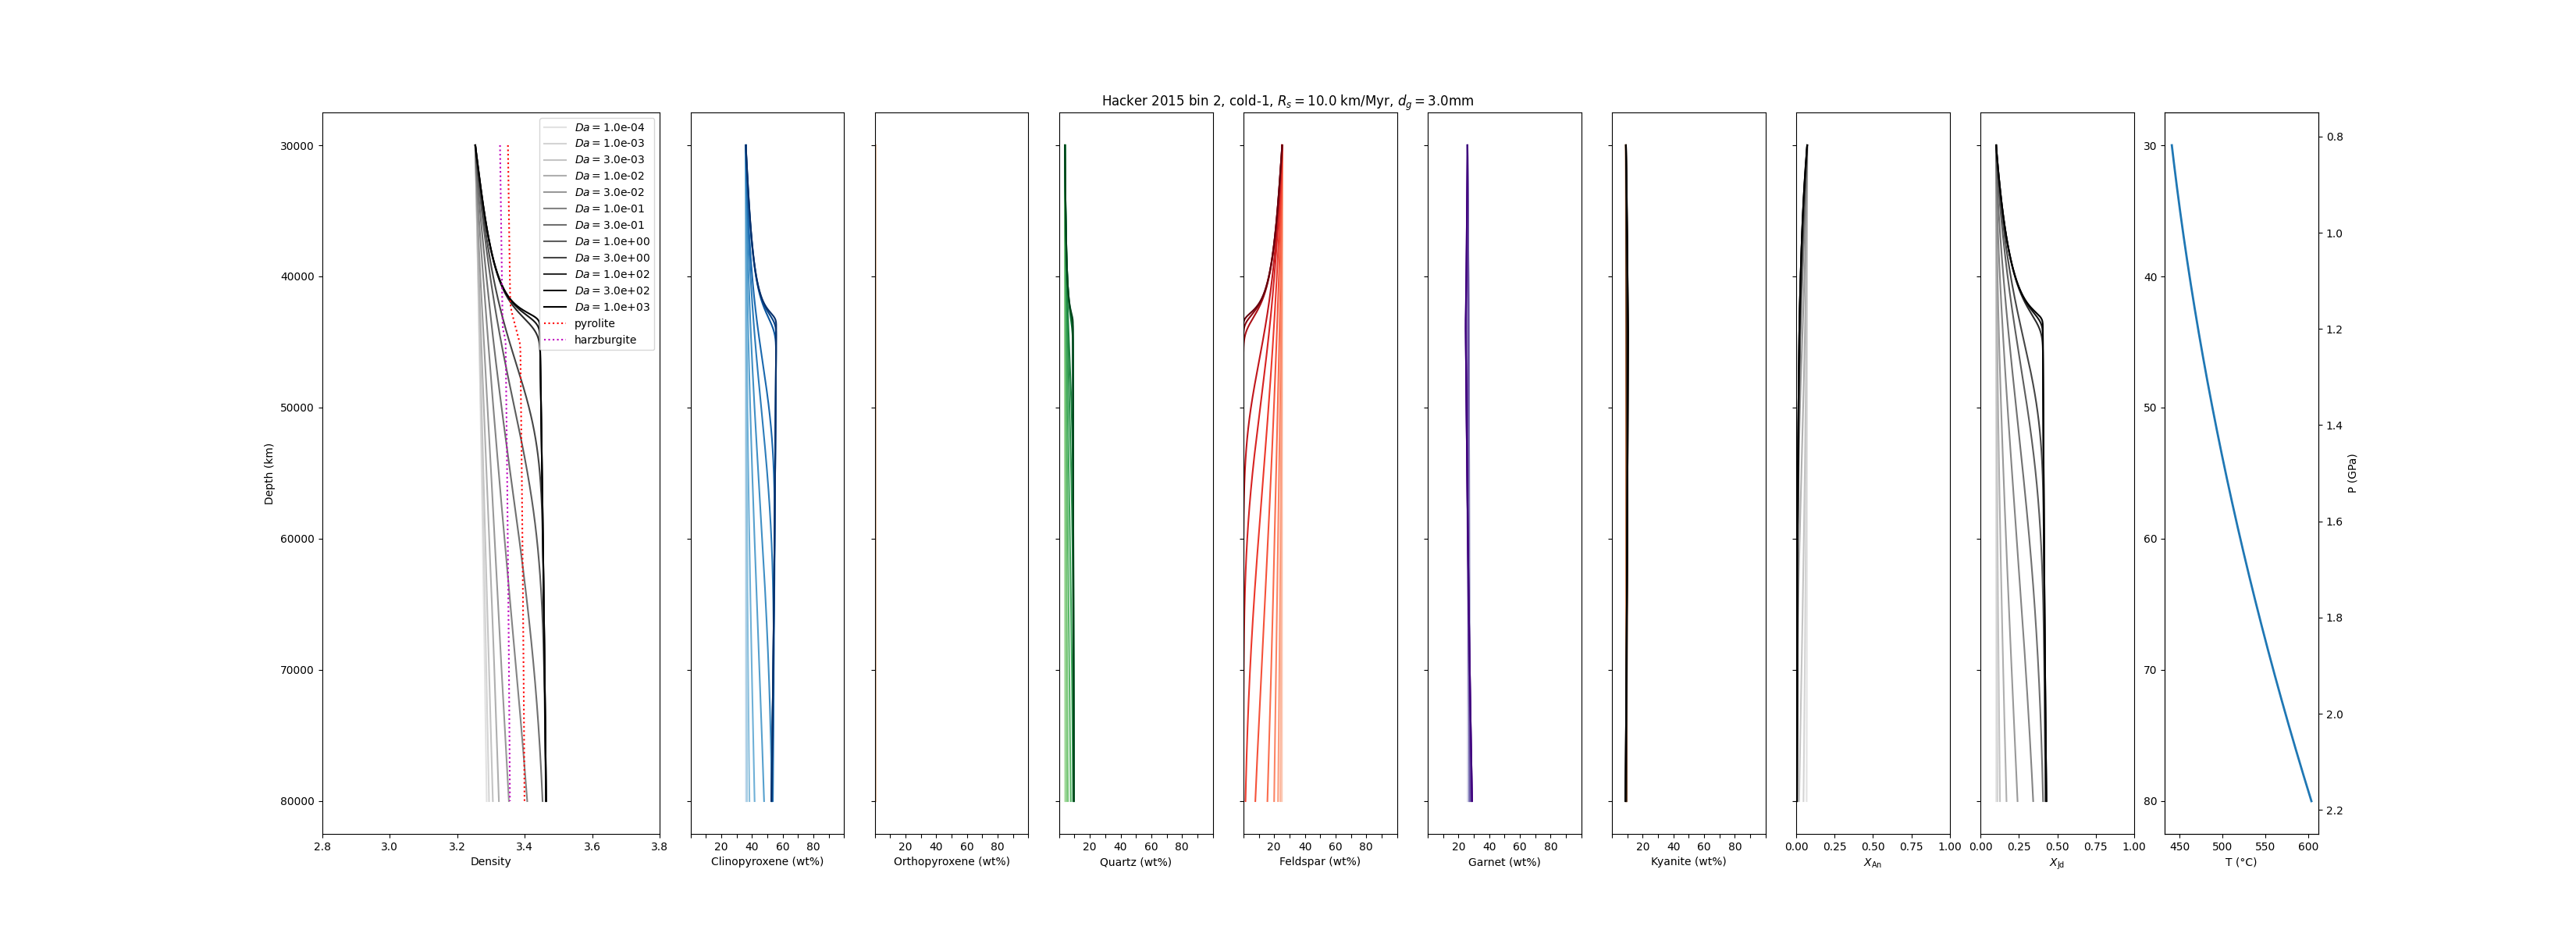 Hacker 2015 bin 2, cold-1, R_s = 10.0 km/Myr, d_g = 3.0mm
Da = 1.0e-04
Da = 1.0e-03
Da = 3.0e-03
Da = 1.0e-02
Da = 3.0e-02
Da = 1.0e-01
Da = 3.0e-01
Da = 1.0e+00
Da = 3.0e+00
Da = 1.0e+02
Da = 3.0e+02
Da = 1.0e+03
pyrolite
harzburgite
Depth (km)
30000
40000
50000
60000
70000
80000
2.8 3.0 3.2 3.4 3.6 3.8
Density
20 40 60 80
Clinopyroxene (wt%)
20 40 60 80
Orthopyroxene (wt%)
20 40 60 80
Quartz (wt%)
20 40 60 80
Feldspar (wt%)
20 40 60 80
Garnet (wt%)
20 40 60 80
Kyanite (wt%)
0.00 0.25 0.50 0.75 1.00
X_An
0.00 0.25 0.50 0.75 1.00
X_Jd
30
40
50
60
70
80
450 500 550 600
T (°C)
0.8
1.0
1.2
1.4
1.6
1.8
2.0
2.2
P (GPa)